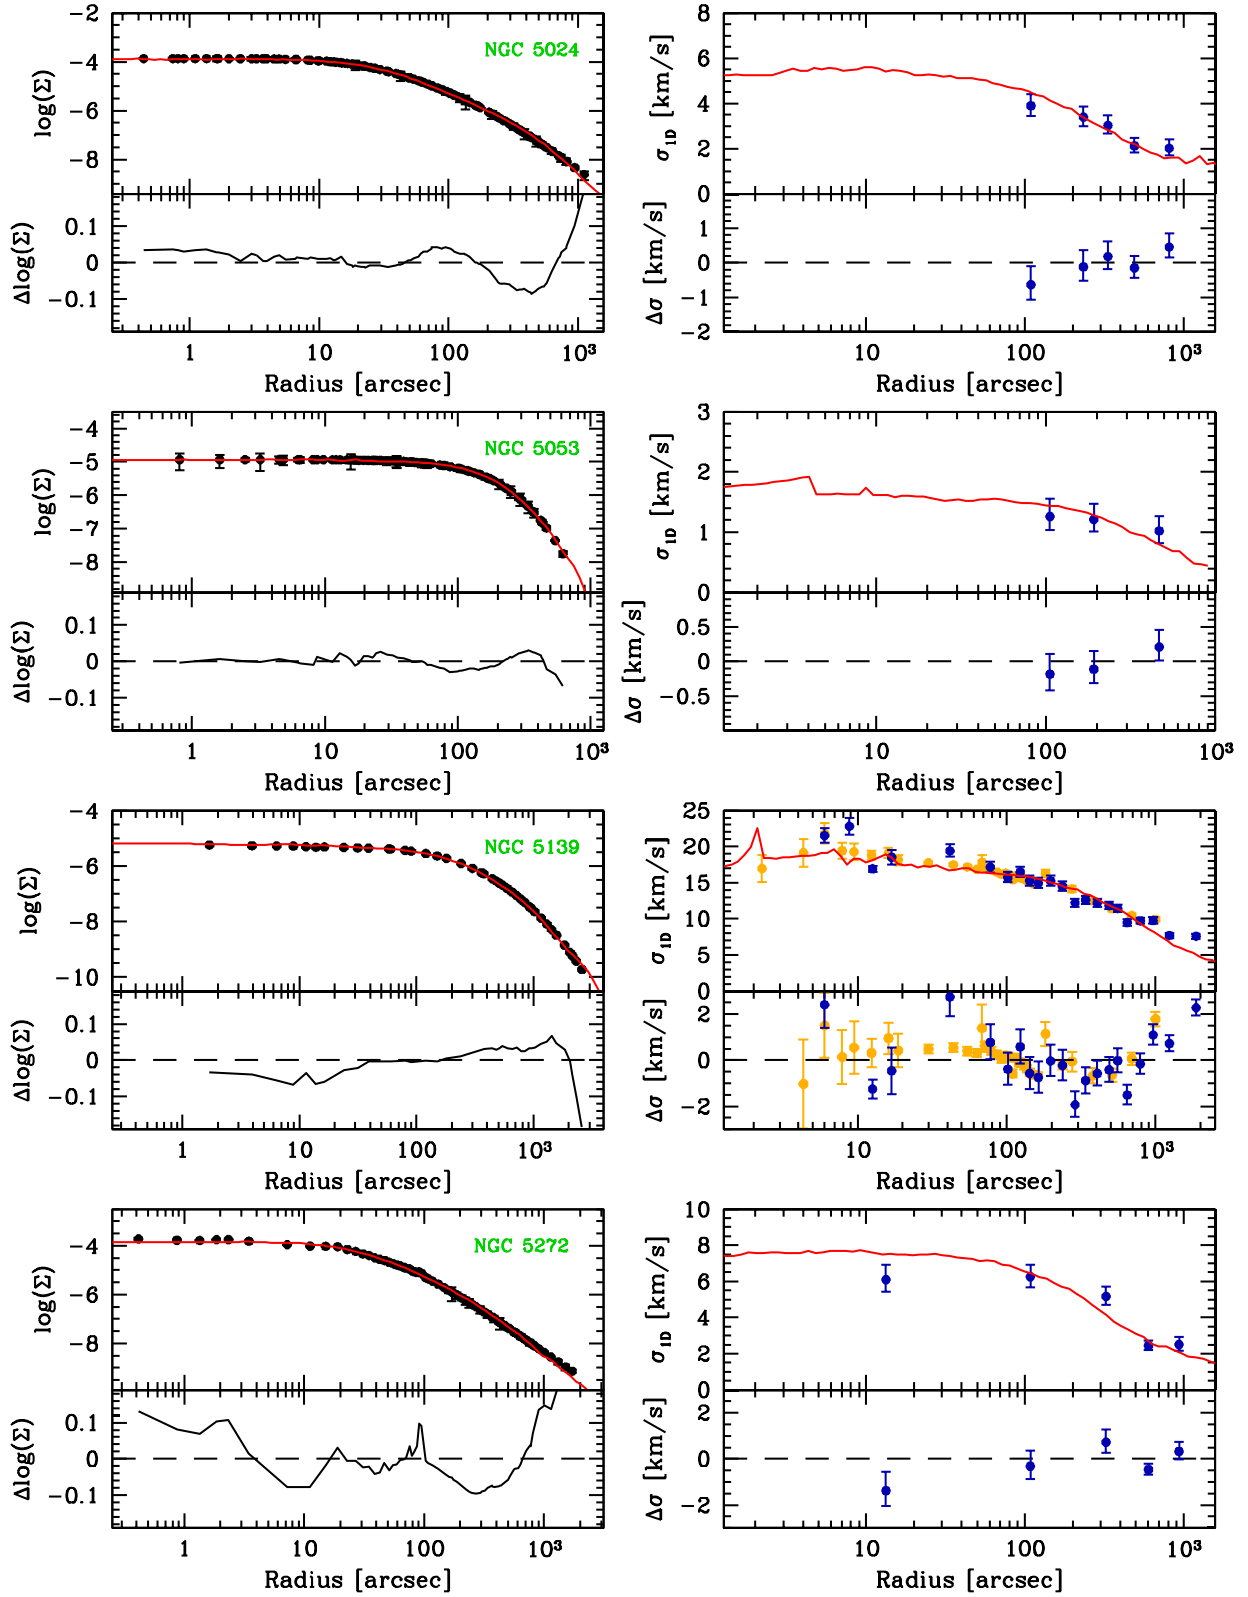 −2
−4
−6
−8
log(Σ)
NGC 5024
0.1
0
−0.1
Δlog(Σ)
1 10 100 10³
Radius [arcsec]
8
6
4
2
0
σ1D [km/s]
1
0
−1
−2
Δσ [km/s]
10 100 10³
Radius [arcsec]
−4
−5
−6
−7
−8
log(Σ)
NGC 5053
0.1
0
−0.1
Δlog(Σ)
1 10 100 10³
Radius [arcsec]
3
2
1
0
σ1D [km/s]
0.5
0
−0.5
Δσ [km/s]
10 100 10³
Radius [arcsec]
−4
−6
−8
−10
log(Σ)
NGC 5139
0.1
0
−0.1
Δlog(Σ)
1 10 100 10³
Radius [arcsec]
25
20
15
10
5
0
σ1D [km/s]
2
0
−2
Δσ [km/s]
10 100 10³
Radius [arcsec]
−4
−6
−8
log(Σ)
NGC 5272
0.1
0
−0.1
Δlog(Σ)
1 10 100 10³
Radius [arcsec]
10
8
6
4
2
0
σ1D [km/s]
2
0
−2
Δσ [km/s]
10 100 10³
Radius [arcsec]